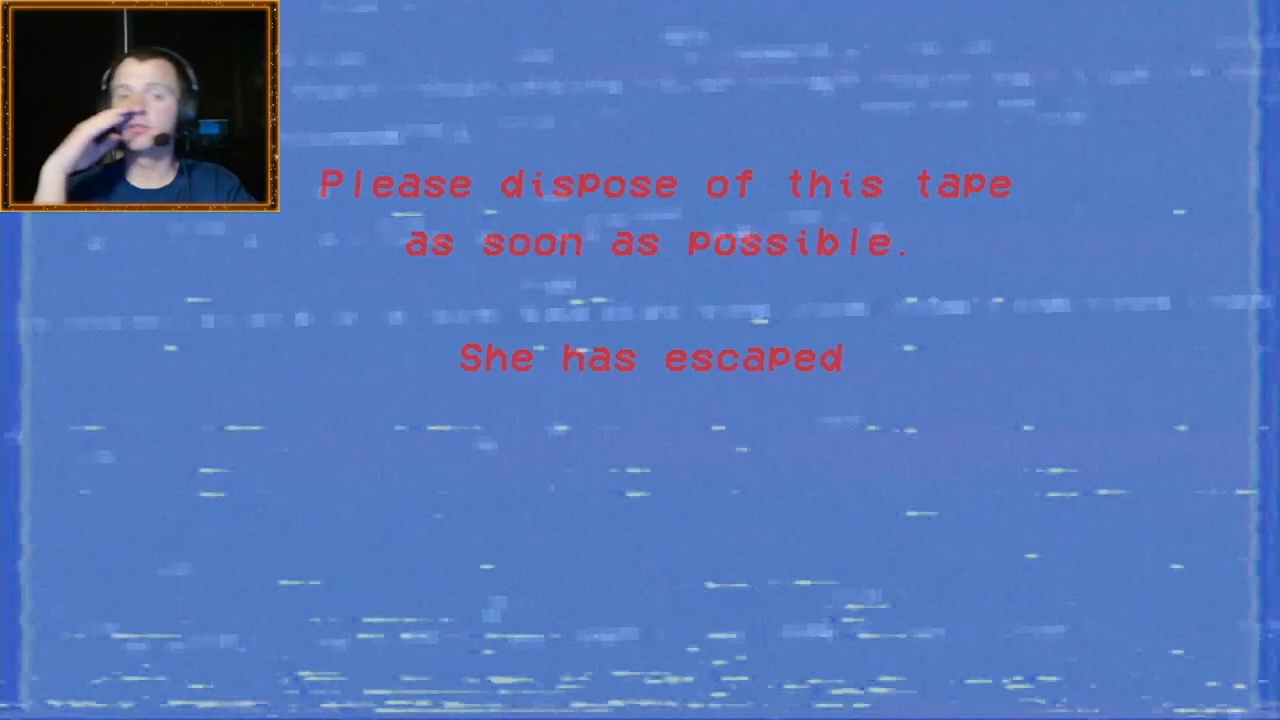 Please dispose of this tape
as soon as possible.
She has escaped